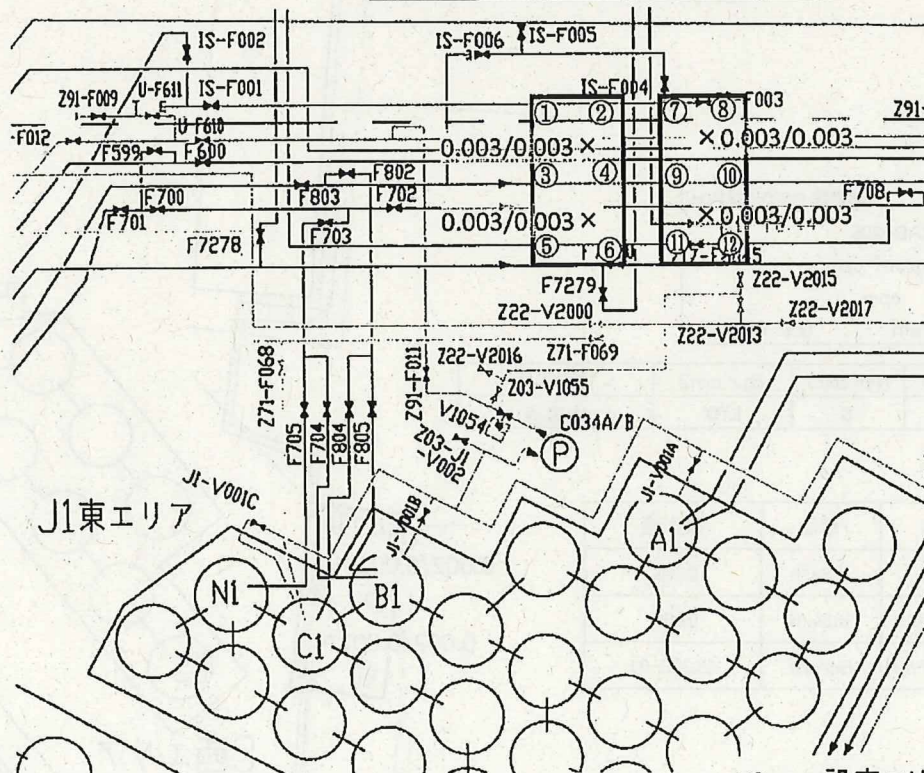 IS-F002
IS-F006
IS-F005
Z91-F009
U-F611
IS-F001
IS-F004
① ② ⑦ ⑧ F003
Z91-
-F012
U-F610
F599
F600
0.003/0.003 ×
× 0.003/0.003
F802
③ ④ ⑨ ⑩
F700
F803
F702
F708
F701
F703
0.003/0.003 ×
× 0.003/0.003
F7278
⑤ ⑥ ⑪ ⑫
F7279
Z22-V2015
Z22-V2000
Z22-V2013
Z22-V2017
Z71-F069
Z71-F068
Z22-V2016
Z91-F011
Z03-V1055
F705
F704
F804
F805
V1054
C034A/B
Z03-J1
-V002
P
J1-V001C
J1-V001B
J1-V001A
J1東エリア
A1
N1
B1
C1